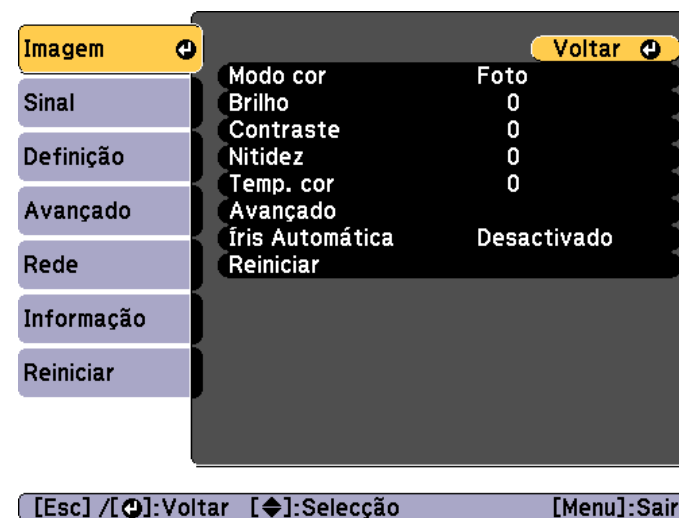 Imagem
Sinal
Definição
Avançado
Rede
Informação
Reiniciar
Voltar
Modo cor Foto
Brilho 0
Contraste 0
Nitidez 0
Temp. cor 0
Avançado
Íris Automática Desactivado
Reiniciar
[Esc] /[⏎]:Voltar [◆]:Selecção [Menu]:Sair